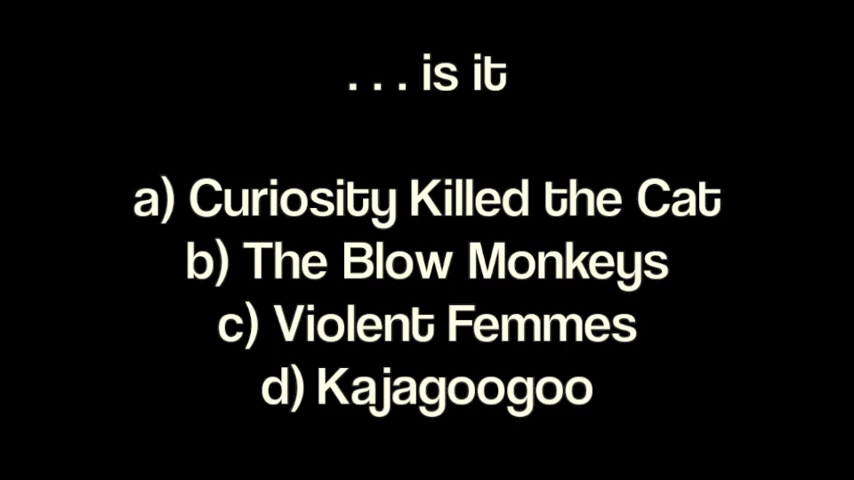 . . . is it
a) Curiosity Killed the Cat
b) The Blow Monkeys
c) Violent Femmes
d) Kajagoogoo